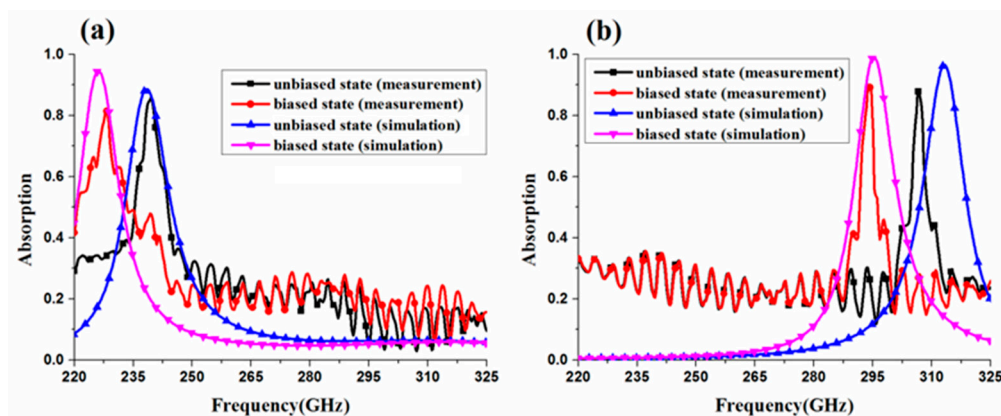 (a)
1.0
0.8
0.6
0.4
0.2
0.0
Absorption
unbiased state (measurement)
biased state (measurement)
unbiased state (simulation)
biased state (simulation)
220 235 250 265 280 295 310 325
Frequency(GHz)
(b)
1.0
0.8
0.6
0.4
0.2
0.0
Absorption
unbiased state (measurement)
biased state (measurement)
unbiased state (simulation)
biased state (simulation)
220 235 250 265 280 295 310 325
Frequency(GHz)